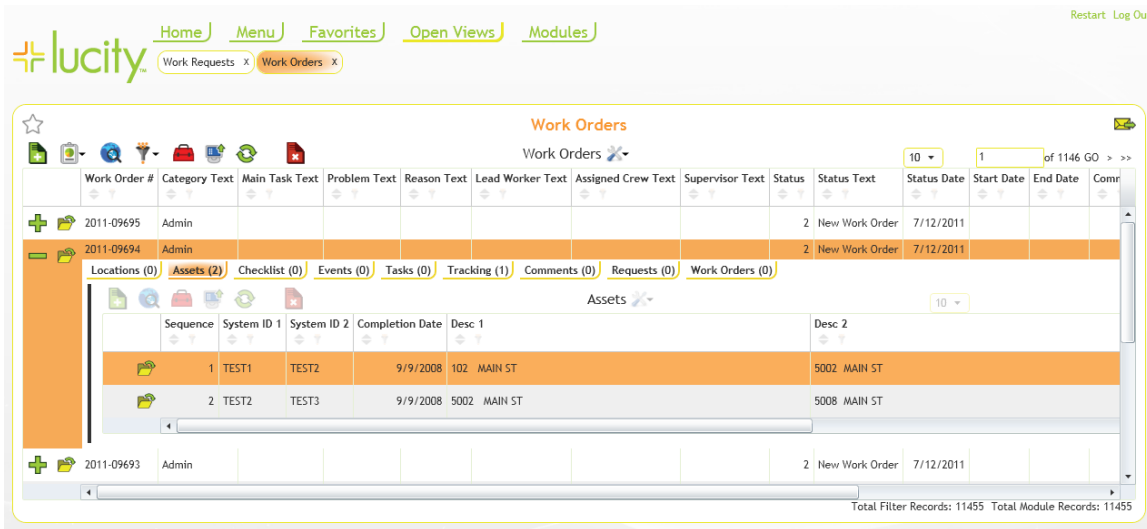 Restart Log Ou
lucity™
Home Menu Favorites Open Views Modules
Work Requests x Work Orders x
Work Orders
Work Orders
10 1 of 1146 GO > >>
Work Order # Category Text Main Task Text Problem Text Reason Text Lead Worker Text Assigned Crew Text Supervisor Text Status Status Text Status Date Start Date End Date Comr
2011-09695 Admin 2 New Work Order 7/12/2011
2011-09694 Admin 2 New Work Order 7/12/2011
Locations (0) Assets (2) Checklist (0) Events (0) Tasks (0) Tracking (1) Comments (0) Requests (0) Work Orders (0)
Assets
10
Sequence System ID 1 System ID 2 Completion Date Desc 1 Desc 2
1 TEST1 TEST2 9/9/2008 102 MAIN ST 5002 MAIN ST
2 TEST2 TEST3 9/9/2008 5002 MAIN ST 5008 MAIN ST
2011-09693 Admin 2 New Work Order 7/12/2011
Total Filter Records: 11455 Total Module Records: 11455